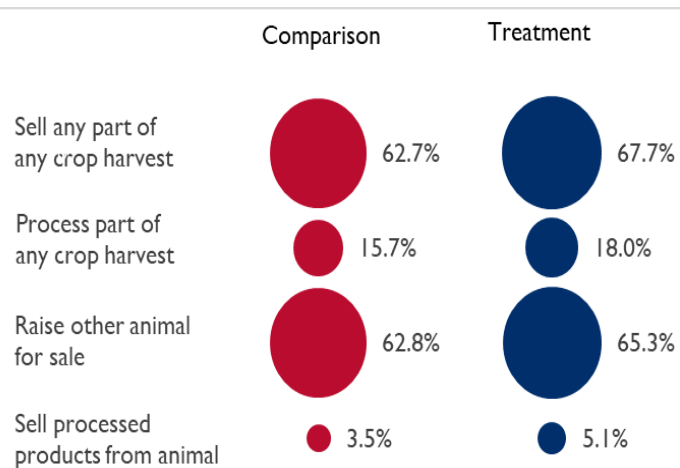 Comparison Treatment
Sell any part of
any crop harvest
62.7% 67.7%
Process part of
any crop harvest
15.7% 18.0%
Raise other animal
for sale
62.8% 65.3%
Sell processed
products from animal
3.5% 5.1%